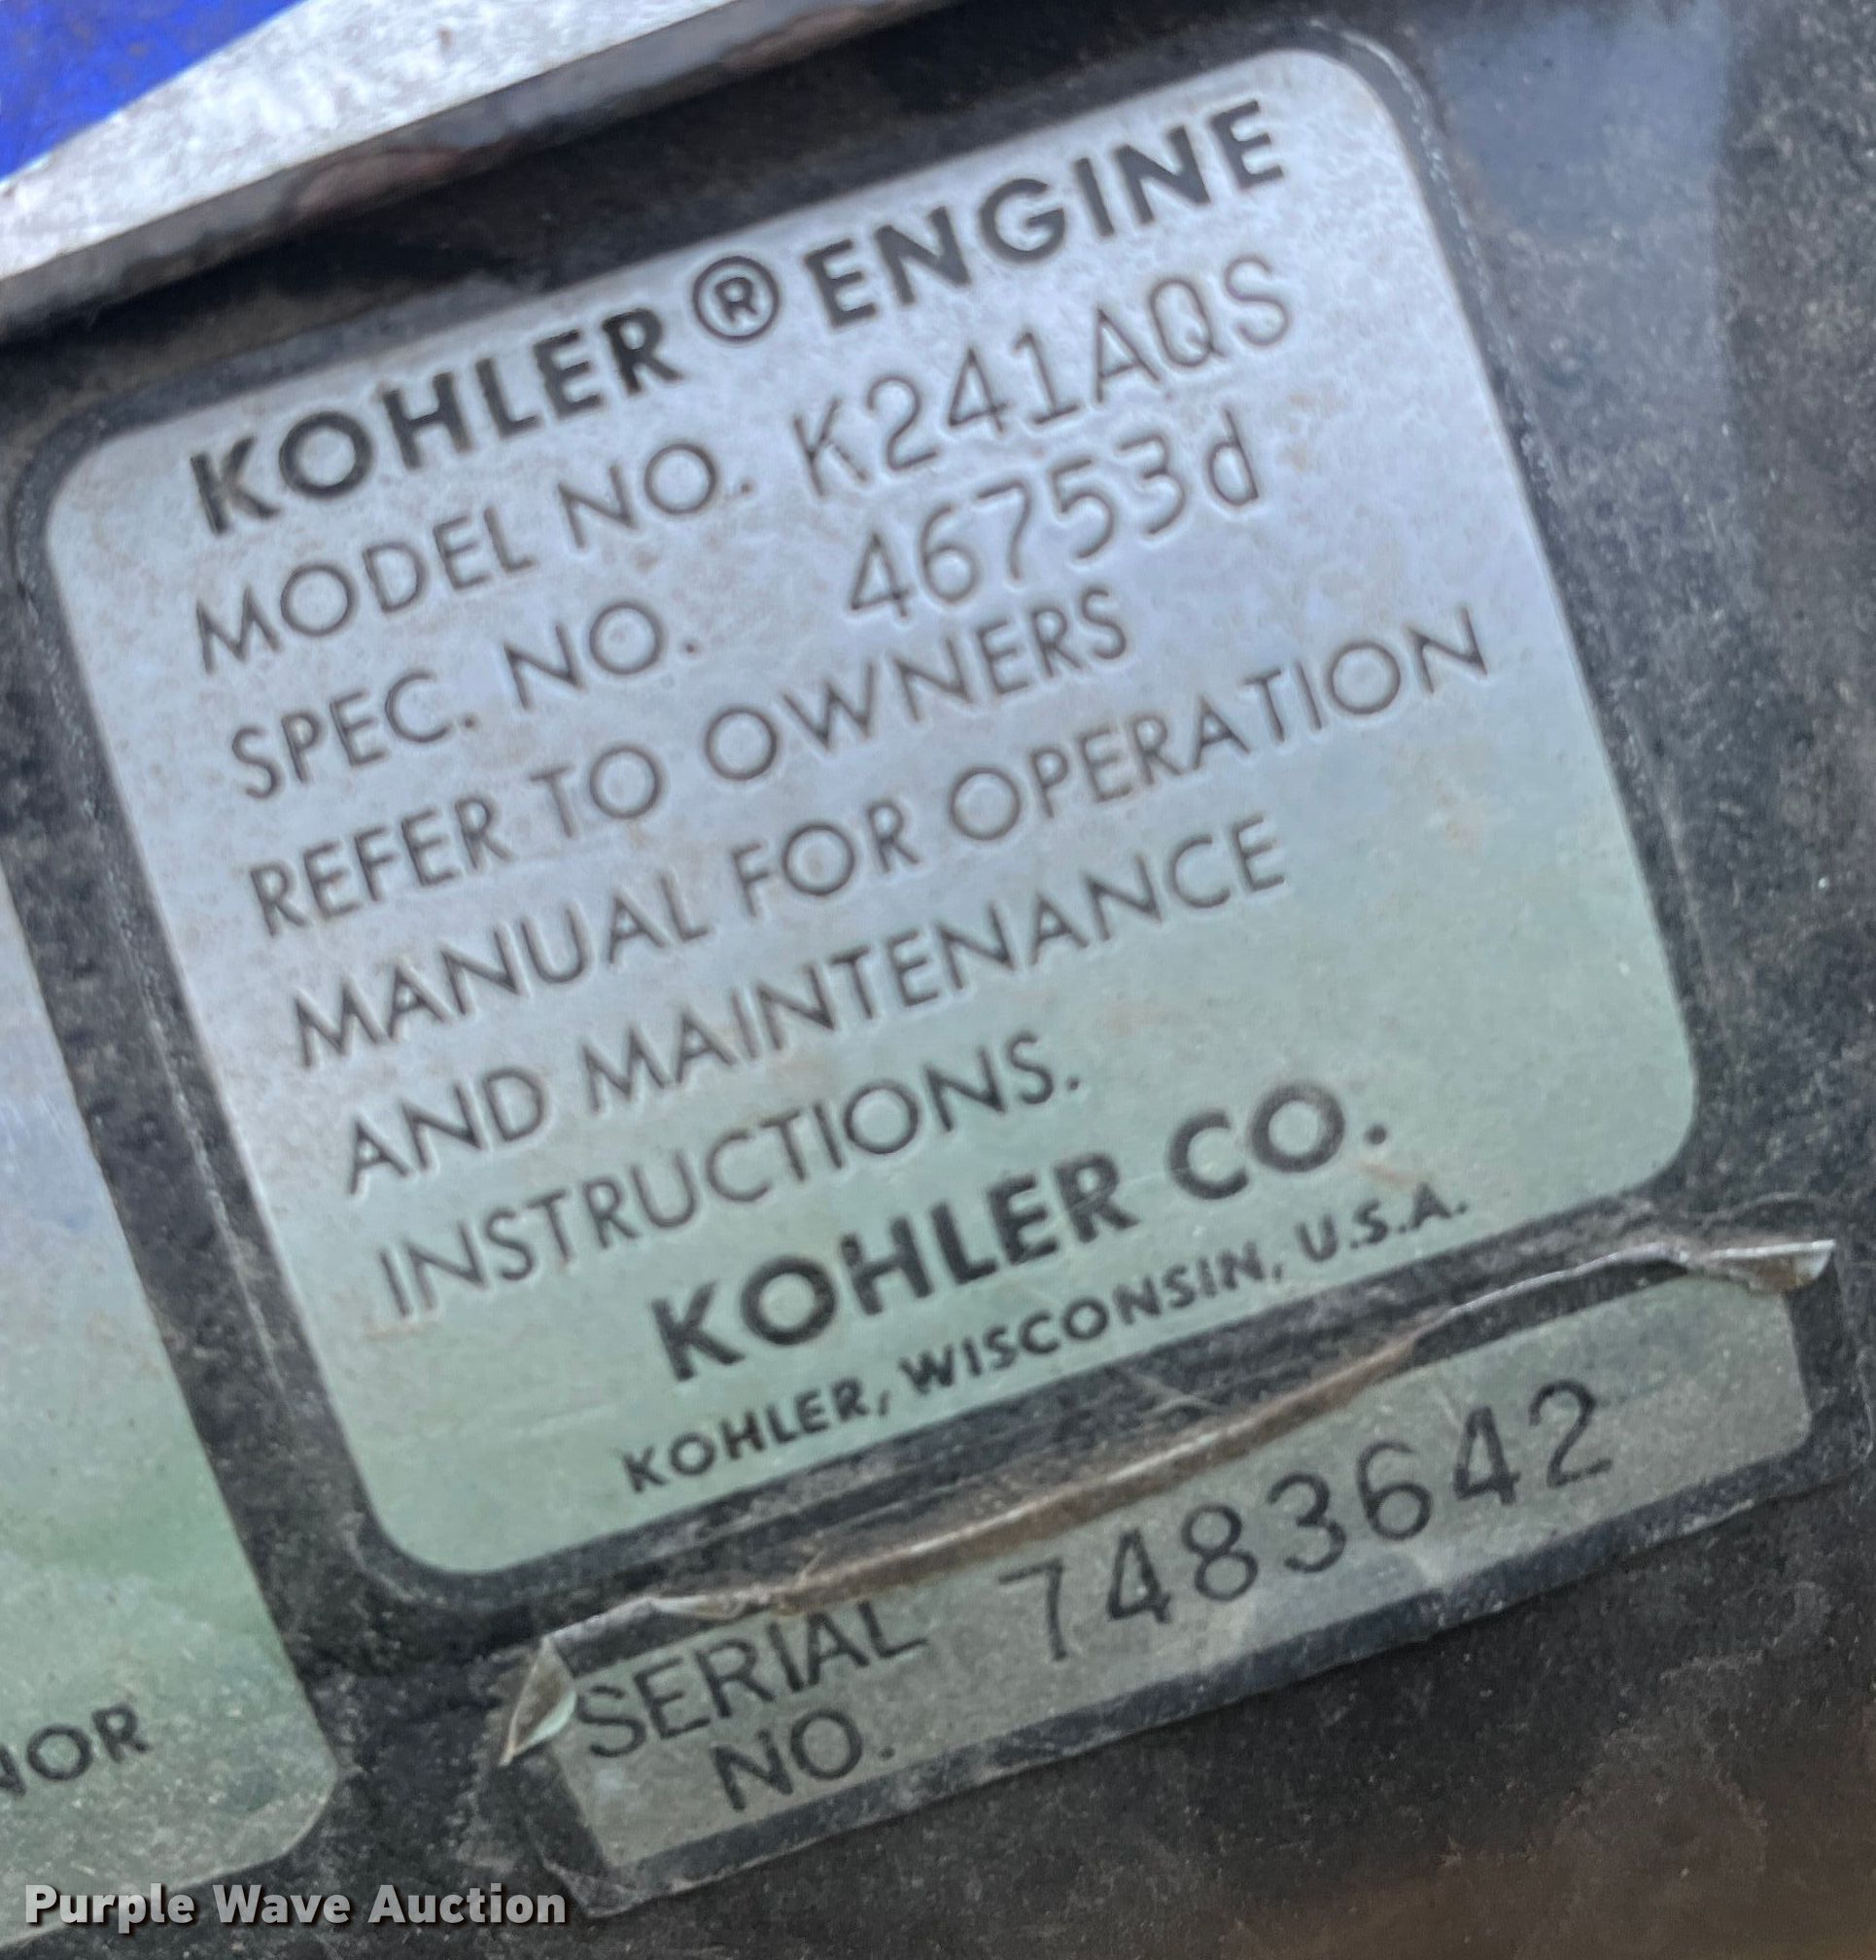 KOHLER® ENGINE
MODEL NO. K241AQS
SPEC. NO. 46753d
REFER TO OWNERS
MANUAL FOR OPERATION
AND MAINTENANCE
INSTRUCTIONS.
KOHLER CO.
KOHLER, WISCONSIN, U.S.A.
SERIAL NO. 7483642
NOR
Purple Wave Auction